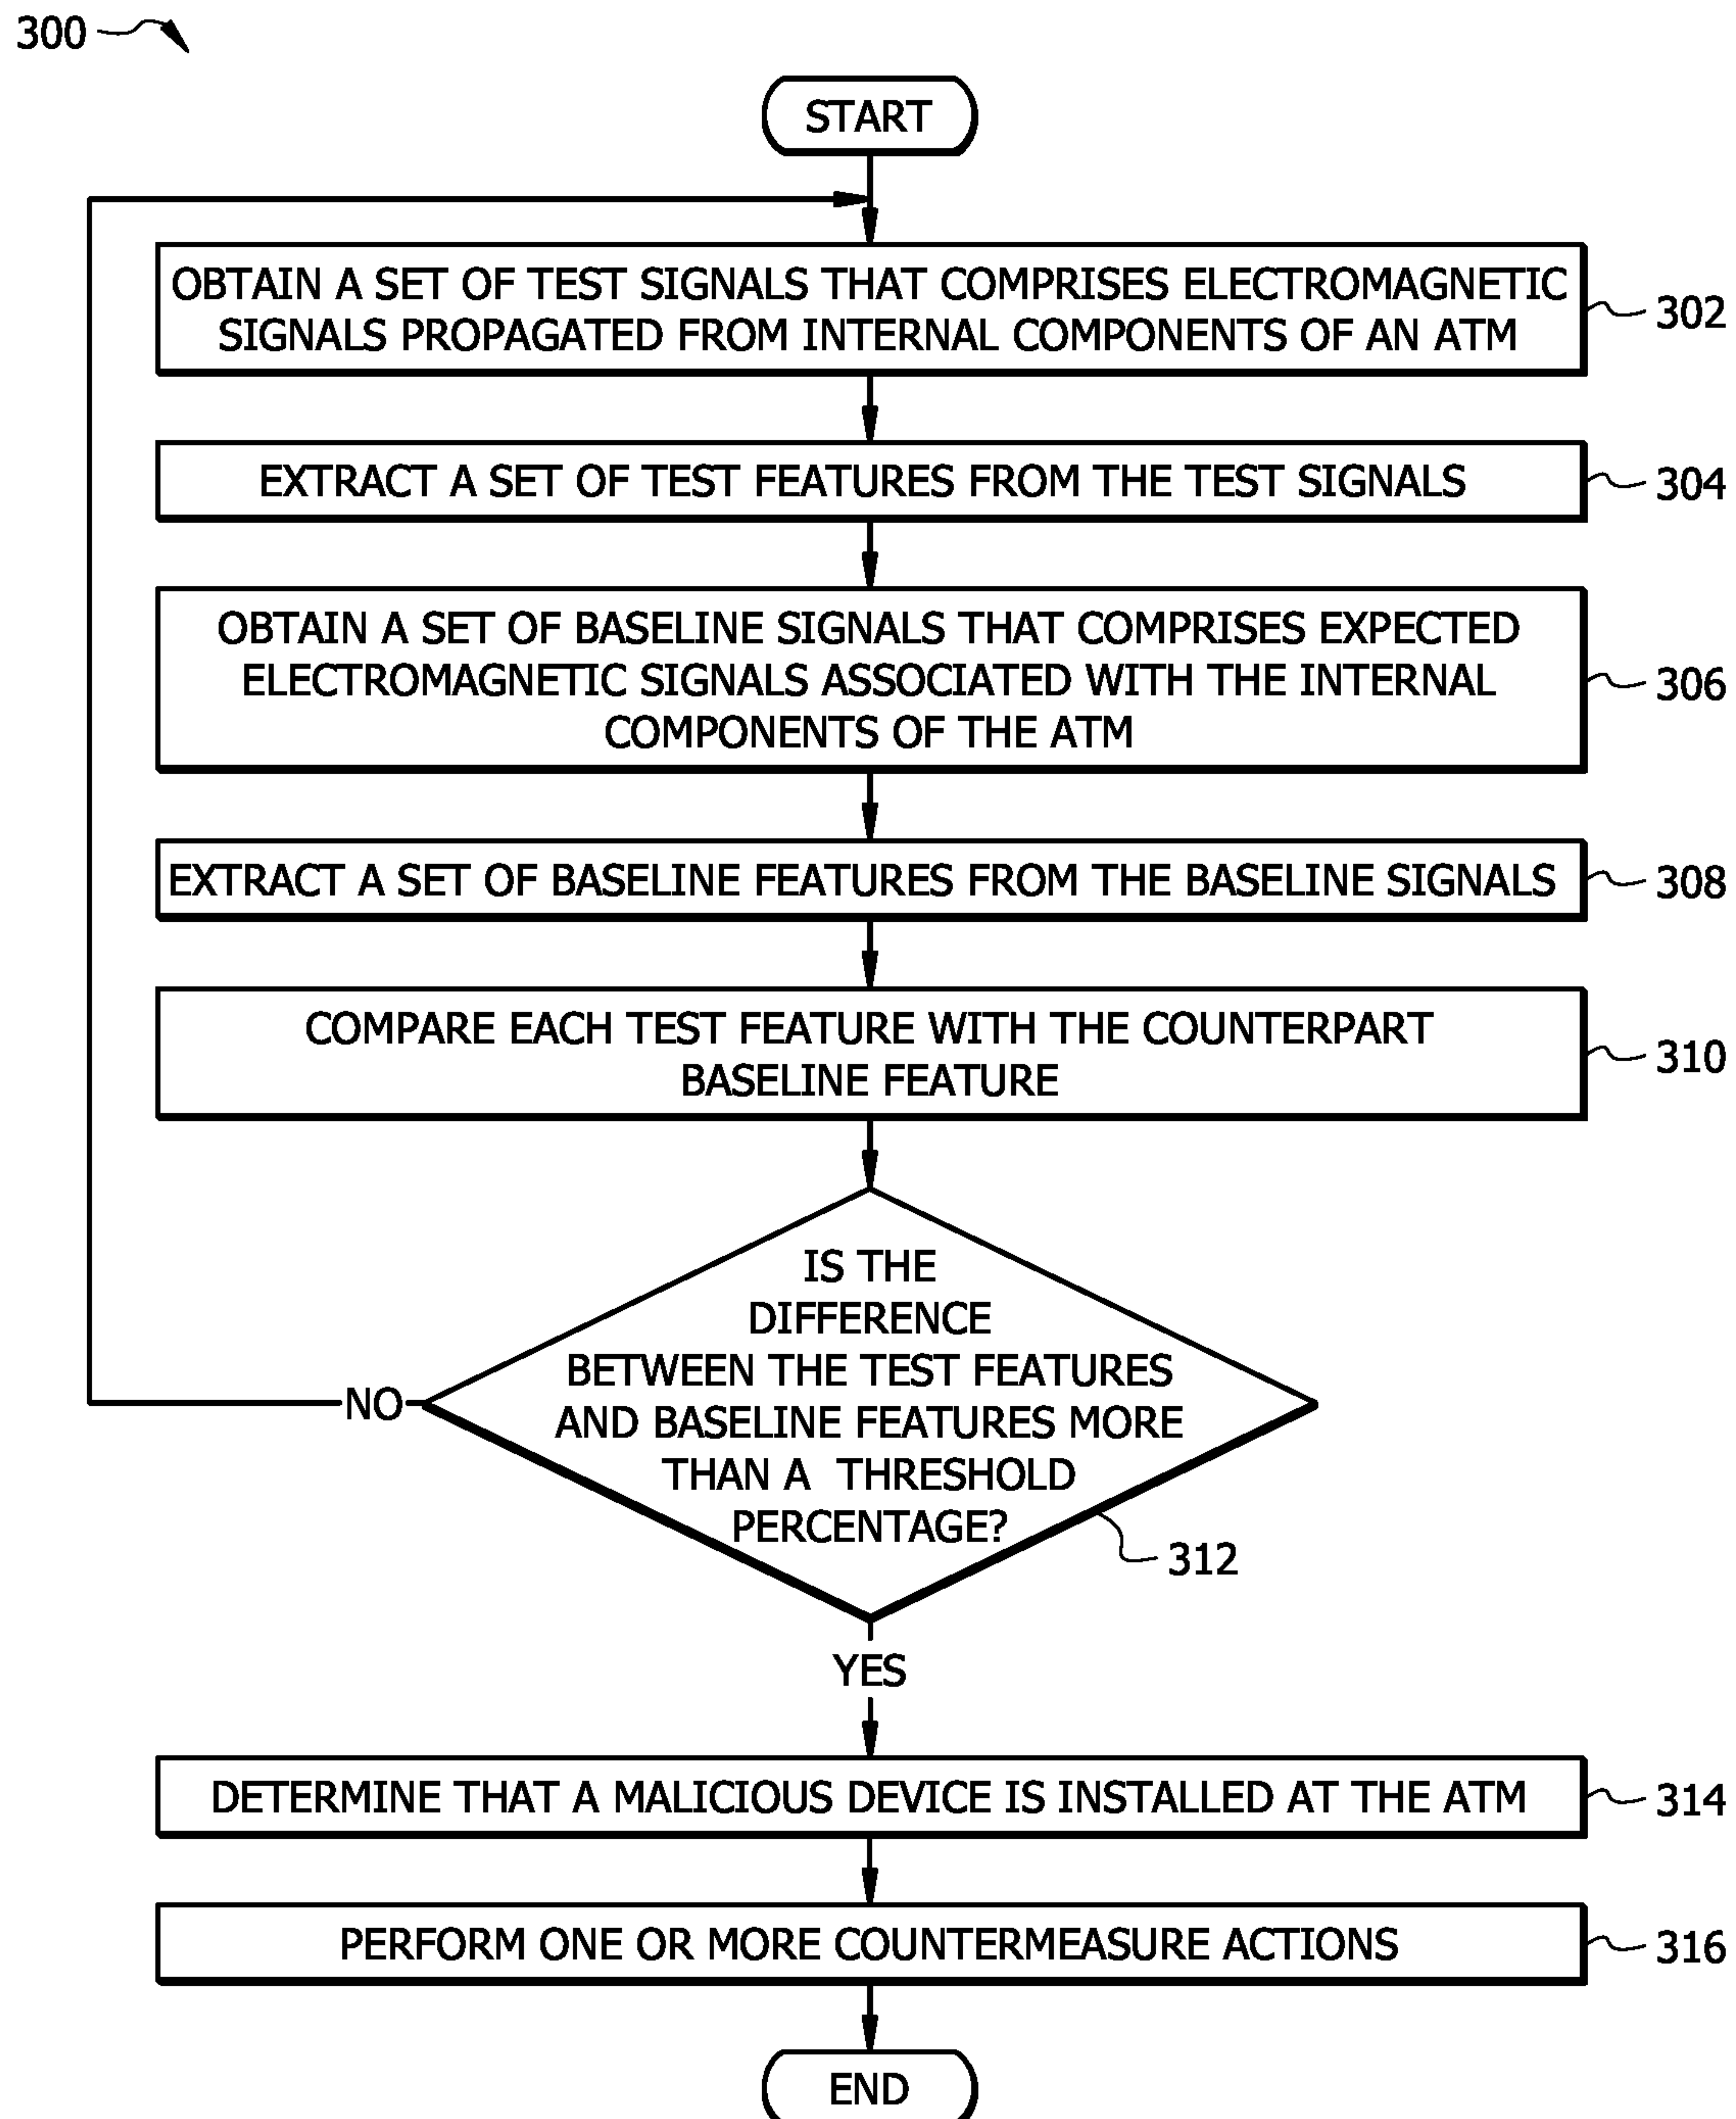 300
START
OBTAIN A SET OF TEST SIGNALS THAT COMPRISES ELECTROMAGNETIC
SIGNALS PROPAGATED FROM INTERNAL COMPONENTS OF AN ATM
302
EXTRACT A SET OF TEST FEATURES FROM THE TEST SIGNALS
304
OBTAIN A SET OF BASELINE SIGNALS THAT COMPRISES EXPECTED
ELECTROMAGNETIC SIGNALS ASSOCIATED WITH THE INTERNAL
COMPONENTS OF THE ATM
306
EXTRACT A SET OF BASELINE FEATURES FROM THE BASELINE SIGNALS
308
COMPARE EACH TEST FEATURE WITH THE COUNTERPART
BASELINE FEATURE
310
IS THE
DIFFERENCE
BETWEEN THE TEST FEATURES
AND BASELINE FEATURES MORE
THAN A THRESHOLD
PERCENTAGE?
NO
312
YES
DETERMINE THAT A MALICIOUS DEVICE IS INSTALLED AT THE ATM
314
PERFORM ONE OR MORE COUNTERMEASURE ACTIONS
316
END